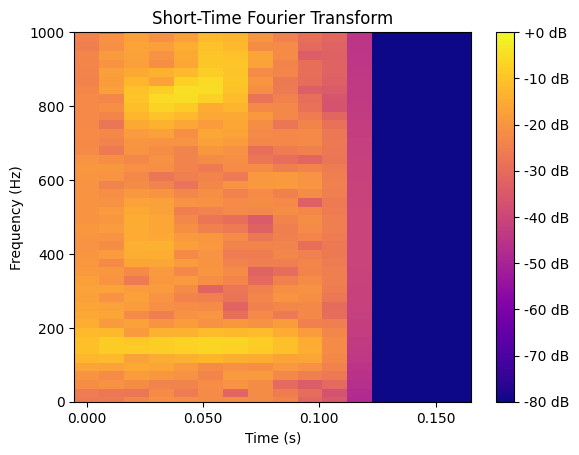 Short-Time Fourier Transform
Frequency (Hz)
1000
800
600
400
200
0
0.000
0.050
0.100
0.150
Time (s)
+0 dB
-10 dB
-20 dB
-30 dB
-40 dB
-50 dB
-60 dB
-70 dB
-80 dB